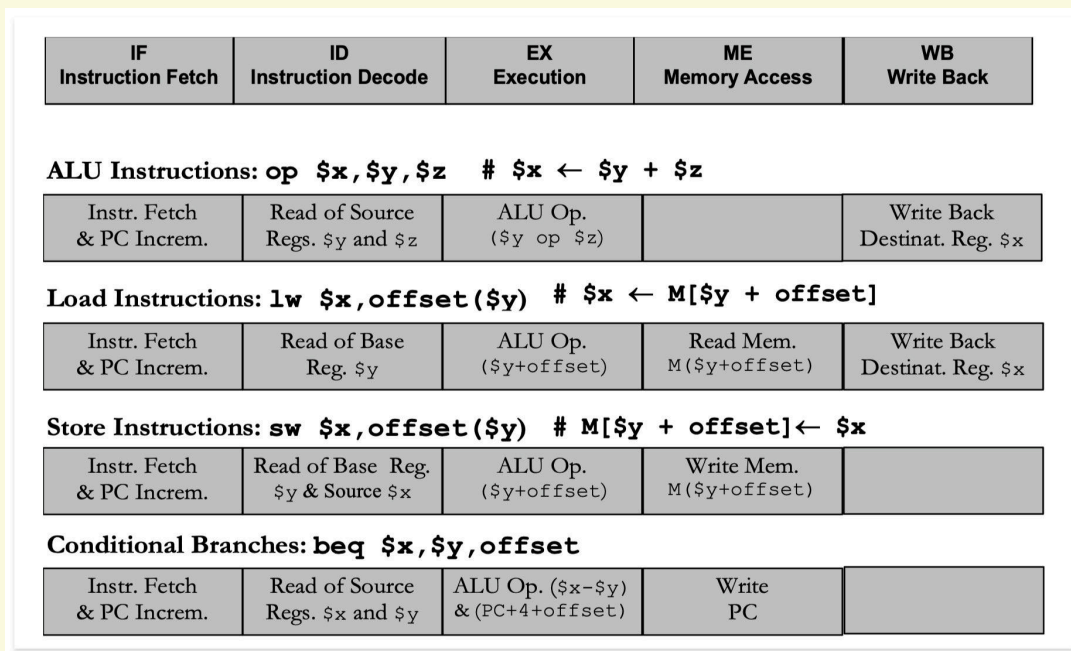 IF ID EX ME WB
Instruction Fetch Instruction Decode Execution Memory Access Write Back
ALU Instructions: op $x,$y,$z # $x ← $y + $z
Instr. Fetch Read of Source ALU Op. Write Back
& PC Increm. Regs. $y and $z ($y op $z) Destinat. Reg. $x
Load Instructions: lw $x,offset($y) # $x ← M[$y + offset]
Instr. Fetch Read of Base ALU Op. Read Mem. Write Back
& PC Increm. Reg. $y ($y+offset) M($y+offset) Destinat. Reg. $x
Store Instructions: sw $x,offset($y) # M[$y + offset]← $x
Instr. Fetch Read of Base Reg. ALU Op. Write Mem.
& PC Increm. $y & Source $x ($y+offset) M($y+offset)
Conditional Branches: beq $x,$y,offset
Instr. Fetch Read of Source ALU Op. ($x-$y) Write
& PC Increm. Regs. $x and $y & (PC+4+offset) PC